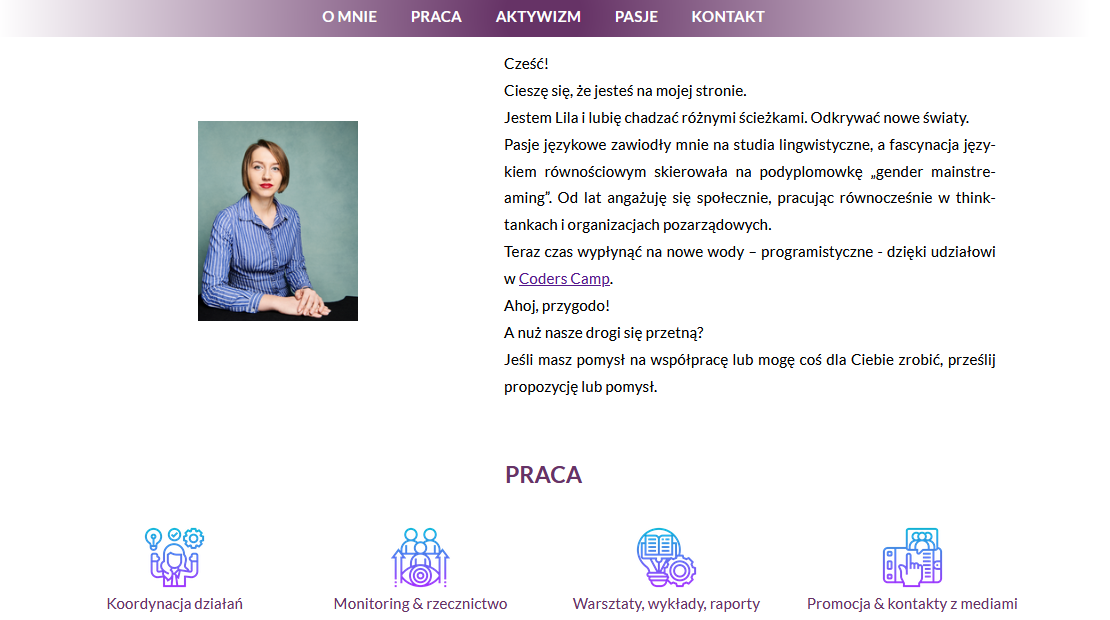 O MNIE PRACA AKTYWIZM PASJE KONTAKT
Cześć!
Cieszę się, że jesteś na mojej stronie.
Jestem Lila i lubię chadzać różnymi ścieżkami. Odkrywać nowe światy.
Pasje językowe zawiodły mnie na studia lingwistyczne, a fascynacja języ-
kiem równościowym skierowała na podyplomowkę „gender mainstre-
aming”. Od lat angażuję się społecznie, pracując równocześnie w think-
tankach i organizacjach pozarządowych.
Teraz czas wypłynąć na nowe wody – programistyczne - dzięki udziałowi
w Coders Camp.
Ahoj, przygodo!
A nuż nasze drogi się przetną?
Jeśli masz pomysł na współpracę lub mogę coś dla Ciebie zrobić, prześlij
propozycję lub pomysł.
PRACA
Koordynacja działań
Monitoring & rzecznictwo
Warsztaty, wykłady, raporty
Promocja & kontakty z mediami